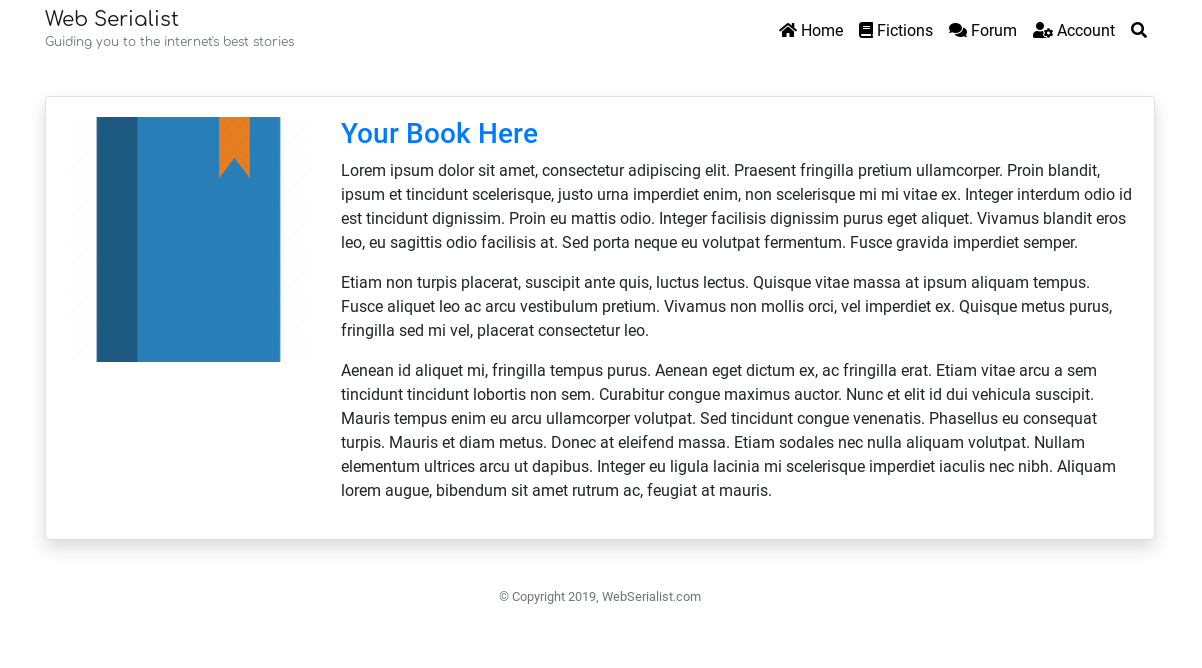 Web Serialist
Guiding you to the internet's best stories
Home Fictions Forum Account
Your Book Here
Lorem ipsum dolor sit amet, consectetur adipiscing elit. Praesent fringilla pretium ullamcorper. Proin blandit,
ipsum et tincidunt scelerisque, justo urna imperdiet enim, non scelerisque mi mi vitae ex. Integer interdum odio id
est tincidunt dignissim. Proin eu mattis odio. Integer facilisis dignissim purus eget aliquet. Vivamus blandit eros
leo, eu sagittis odio facilisis at. Sed porta neque eu volutpat fermentum. Fusce gravida imperdiet semper.
Etiam non turpis placerat, suscipit ante quis, luctus lectus. Quisque vitae massa at ipsum aliquam tempus.
Fusce aliquet leo ac arcu vestibulum pretium. Vivamus non mollis orci, vel imperdiet ex. Quisque metus purus,
fringilla sed mi vel, placerat consectetur leo.
Aenean id aliquet mi, fringilla tempus purus. Aenean eget dictum ex, ac fringilla erat. Etiam vitae arcu a sem
tincidunt tincidunt lobortis non sem. Curabitur congue maximus auctor. Nunc et elit id dui vehicula suscipit.
Mauris tempus enim eu arcu ullamcorper volutpat. Sed tincidunt congue venenatis. Phasellus eu consequat
turpis. Mauris et diam metus. Donec at eleifend massa. Etiam sodales nec nulla aliquam volutpat. Nullam
elementum ultrices arcu ut dapibus. Integer eu ligula lacinia mi scelerisque imperdiet iaculis nec nibh. Aliquam
lorem augue, bibendum sit amet rutrum ac, feugiat at mauris.
© Copyright 2019, WebSerialist.com